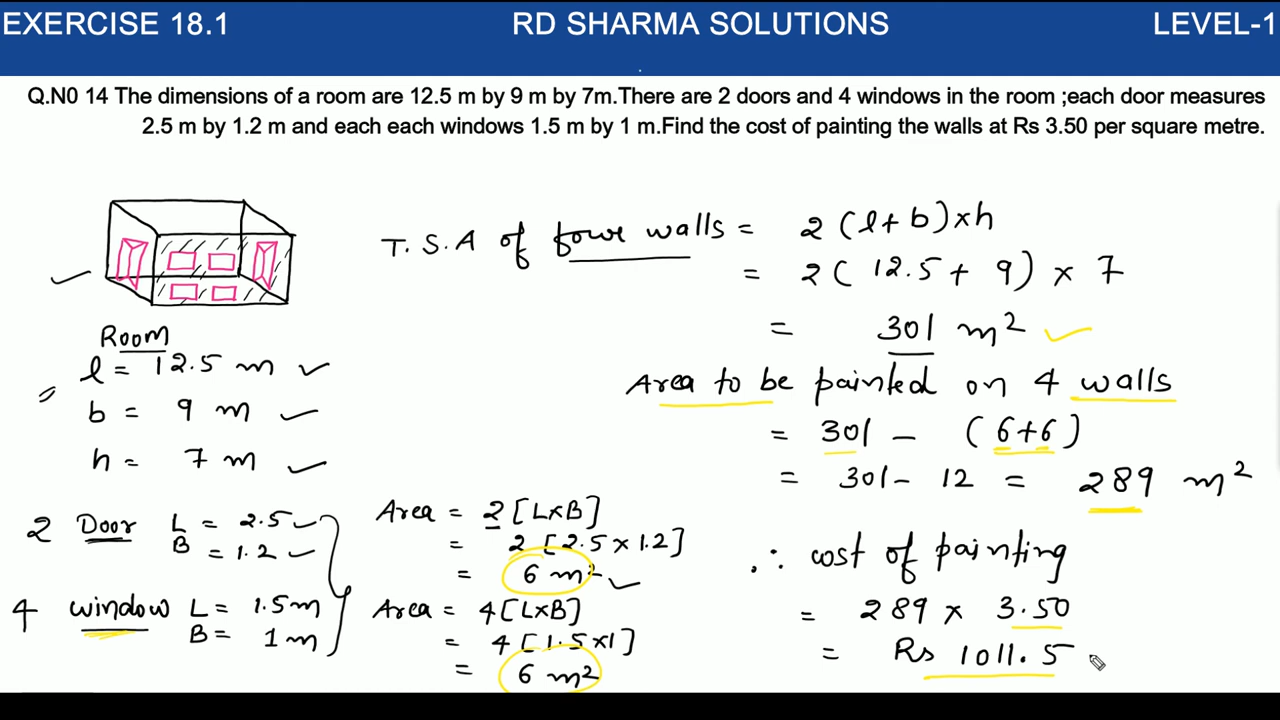 EXERCISE 18.1 RD SHARMA SOLUTIONS LEVEL-1
Q.N0 14 The dimensions of a room are 12.5 m by 9 m by 7m.There are 2 doors and 4 windows in the room ;each door measures
2.5 m by 1.2 m and each each windows 1.5 m by 1 m.Find the cost of painting the walls at Rs 3.50 per square metre.
Room
l = 12.5 m
b = 9 m
h = 7 m
2 Door L = 2.5
B = 1.2
4 window L = 1.5m
B = 1m
Area = 2[L×B]
= 2[2.5×1.2]
= 6 m²
Area = 4[L×B]
= 4[1.5×1]
= 6 m²
T.S.A of four walls = 2(l+b)×h
= 2(12.5+9)×7
= 301 m²
Area to be painted on 4 walls
= 301 - (6+6)
= 301 - 12 = 289 m²
∴ cost of painting
= 289 × 3.50
= Rs 1011.5